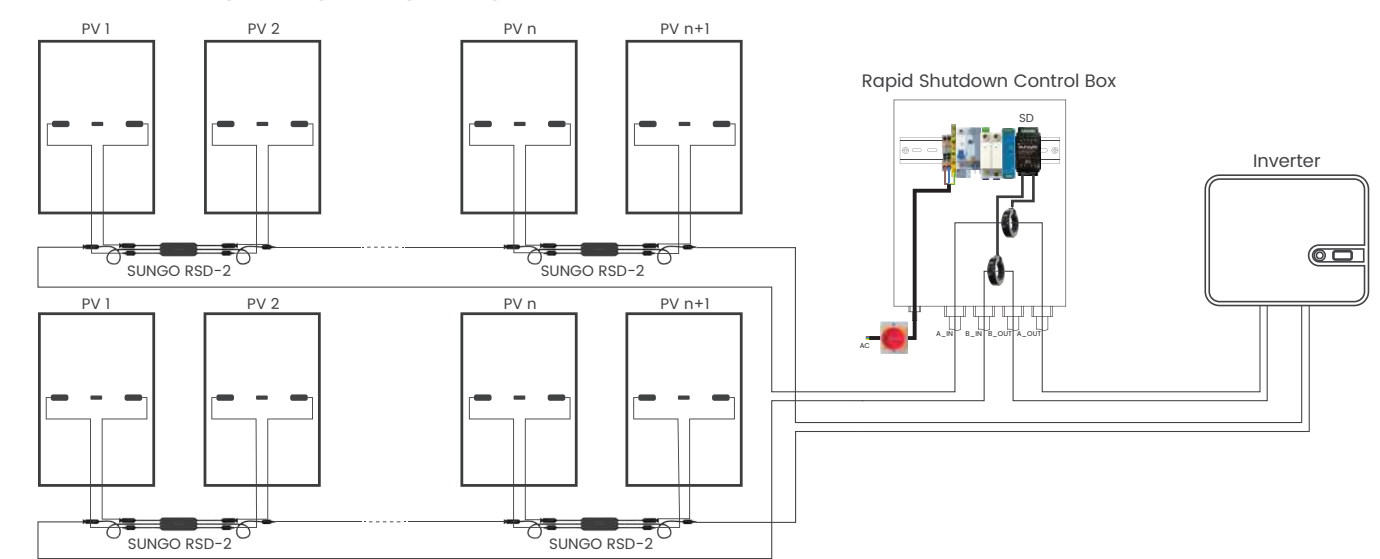 PV 1
PV 2
PV n
PV n+1
Rapid Shutdown Control Box
SD
Inverter
SUNGO RSD-2
SUNGO RSD-2
PV 1
PV 2
PV n
PV n+1
AC
A_IN
B_IN
B_OUT
A_OUT
SUNGO RSD-2
SUNGO RSD-2